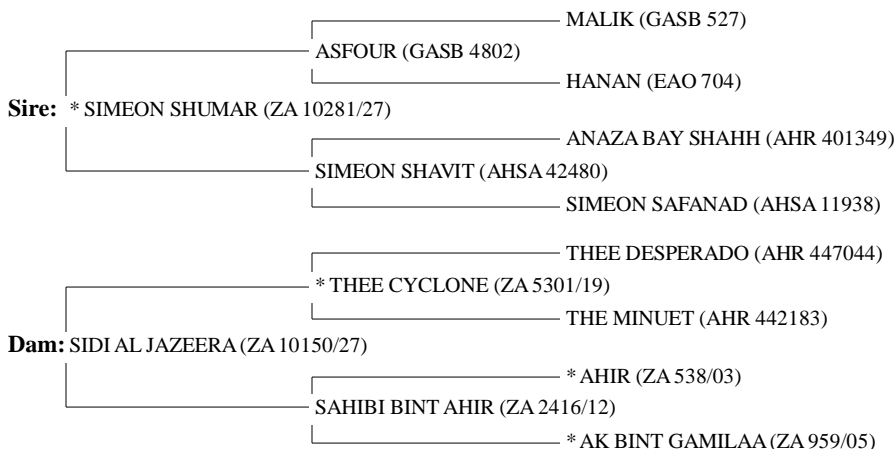 MALIK (GASB 527)
ASFOUR (GASB 4802)
HANAN (EAO 704)
Sire: * SIMEON SHUMAR (ZA 10281/27)
ANAZA BAY SHAHH (AHR 401349)
SIMEON SHAVIT (AHSA 42480)
SIMEON SAFANAD (AHSA 11938)
THEE DESPERADO (AHR 447044)
* THEE CYCLONE (ZA 5301/19)
THE MINUET (AHR 442183)
Dam: SIDI AL JAZEERA (ZA 10150/27)
* AHIR (ZA 538/03)
SAHIBI BINT AHIR (ZA 2416/12)
* AK BINT GAMILAA (ZA 959/05)